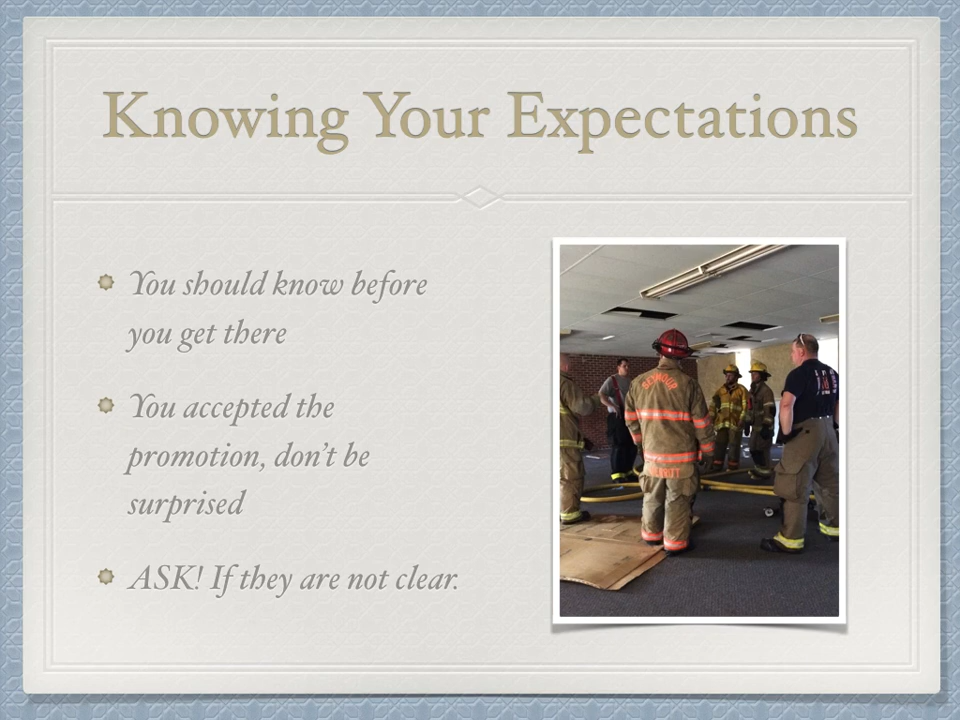 Knowing Your Expectations
You should know before
you get there
You accepted the
promotion, don't be
surprised
ASK! If they are not clear.
SEYMOUR